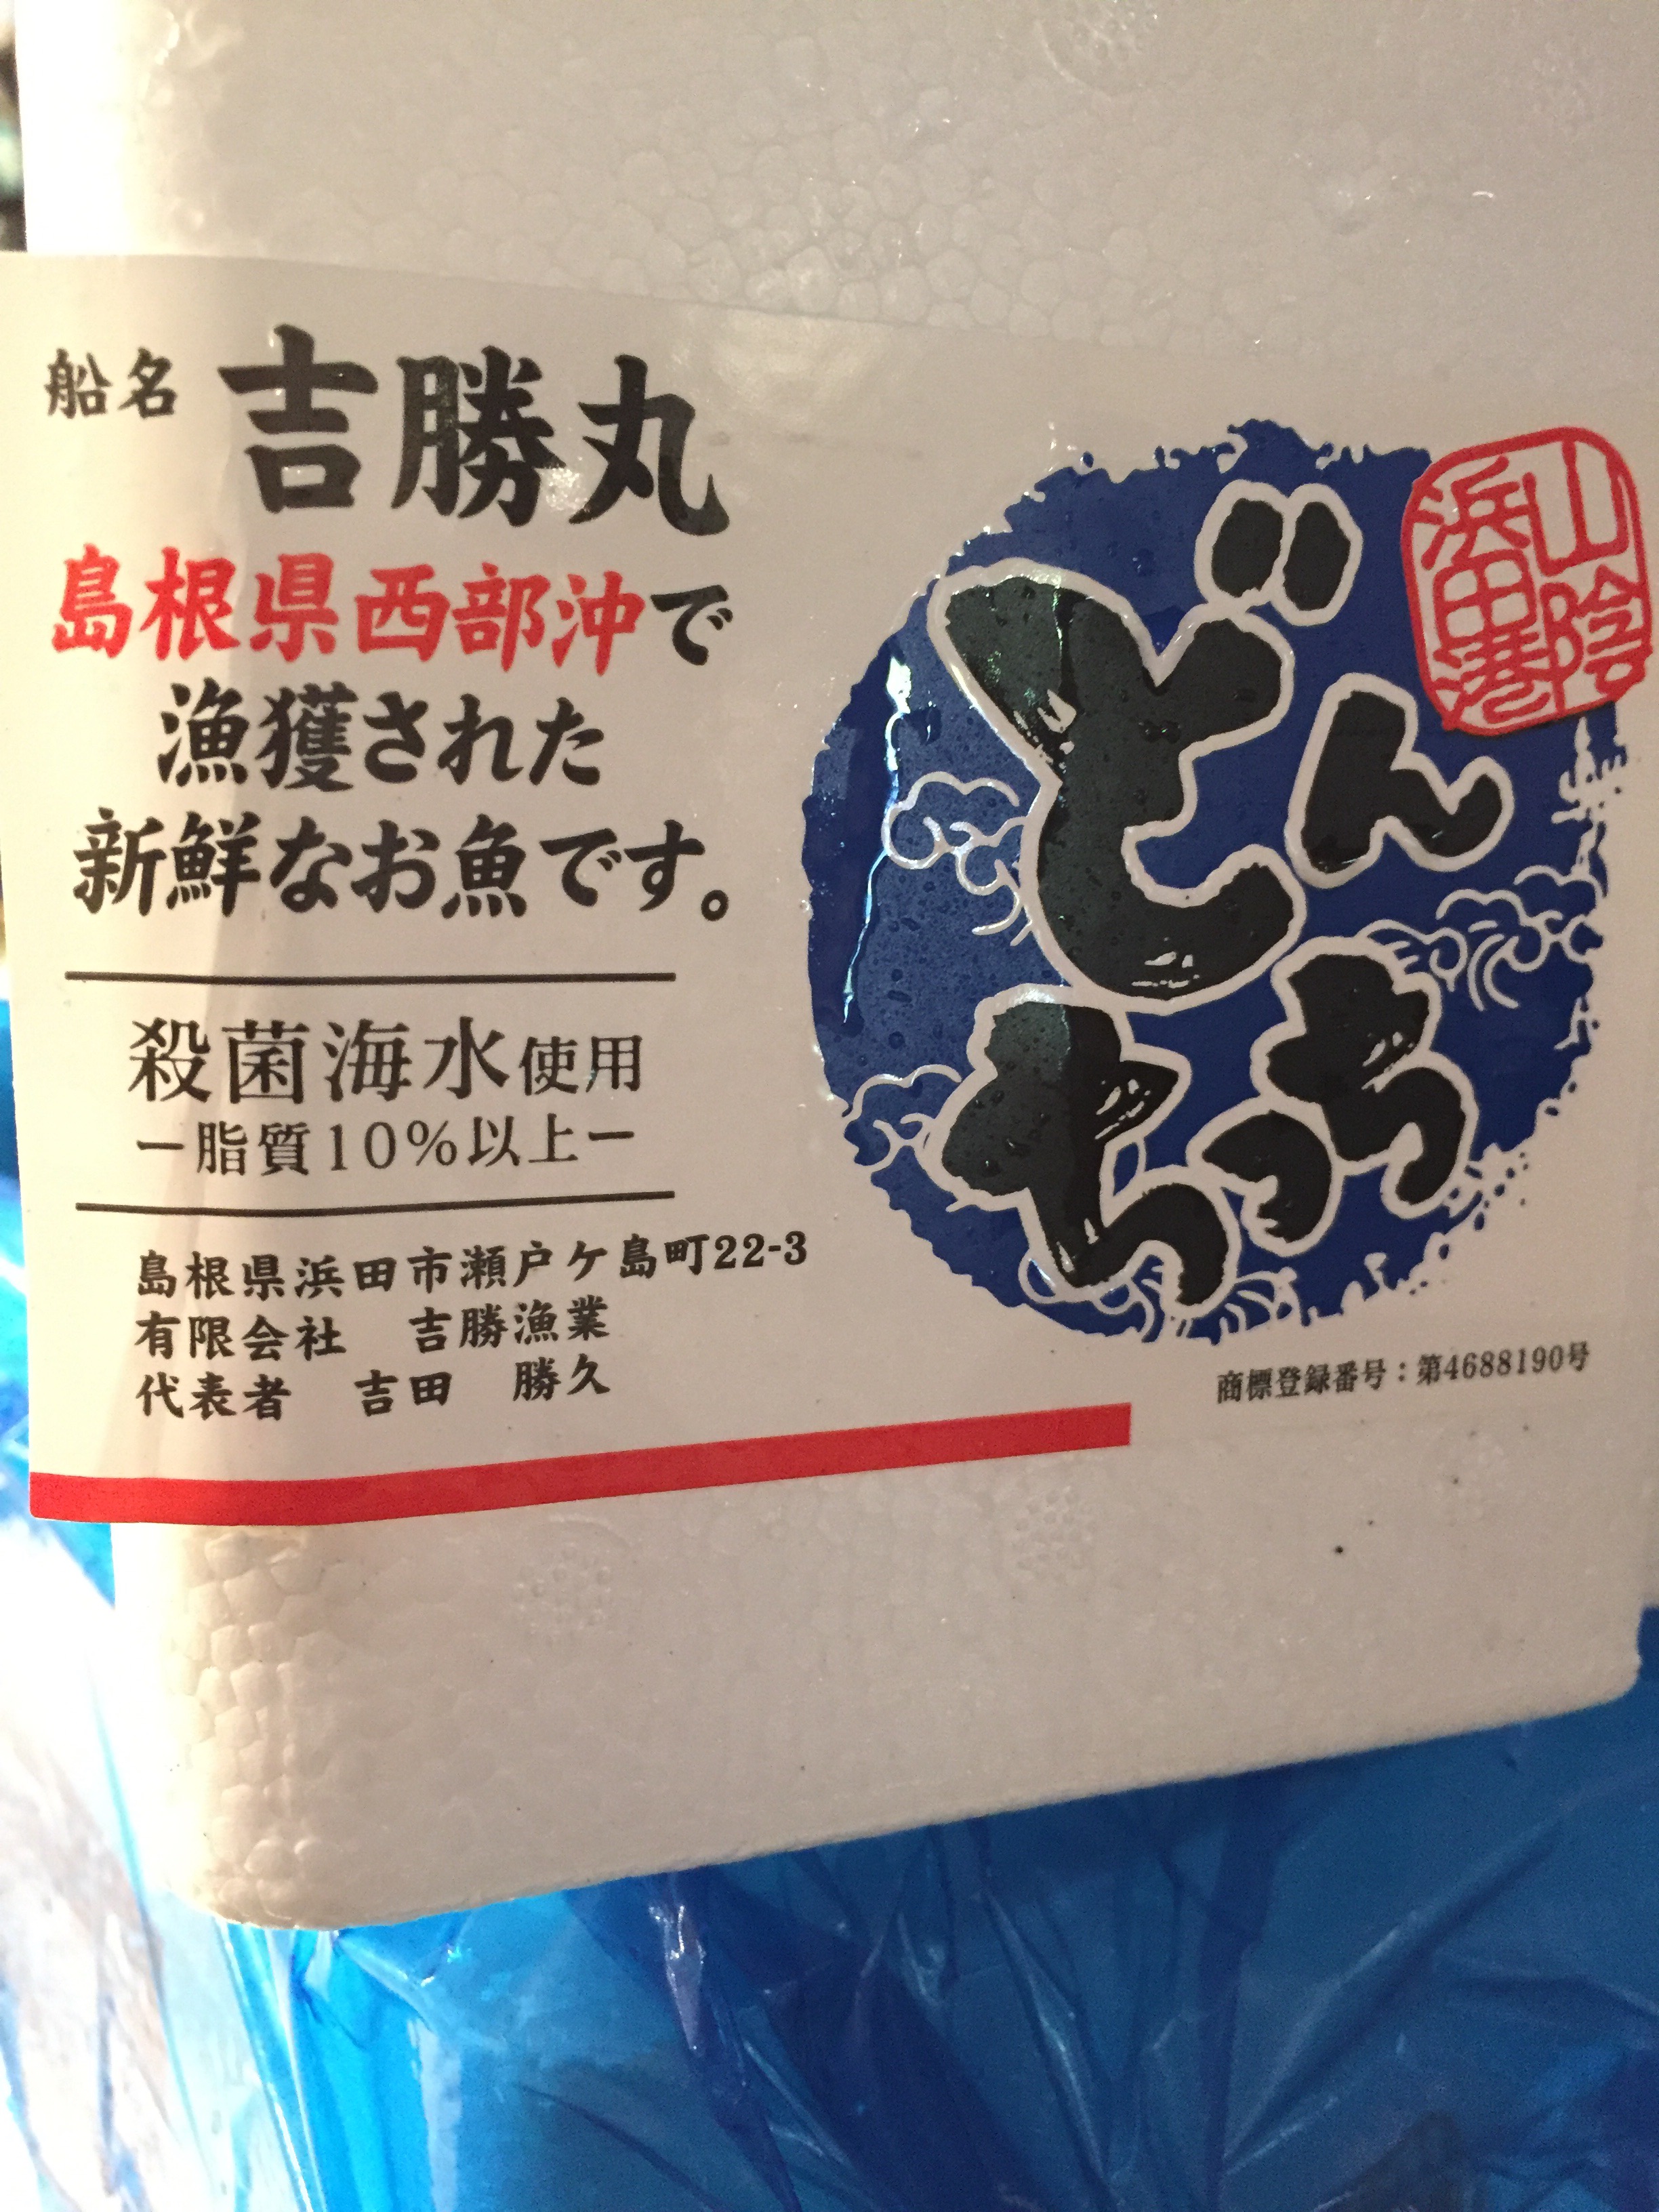 船名 吉勝丸
島根県西部沖で
漁獲された
新鮮なお魚です。
殺菌海水使用
ー脂質10%以上ー
島根県浜田市瀬戸ケ島町22-3
有限会社 吉勝漁業
代表者 吉田 勝久
山陰
浜田港
どん
ちっち
商標登録番号：第4688190号